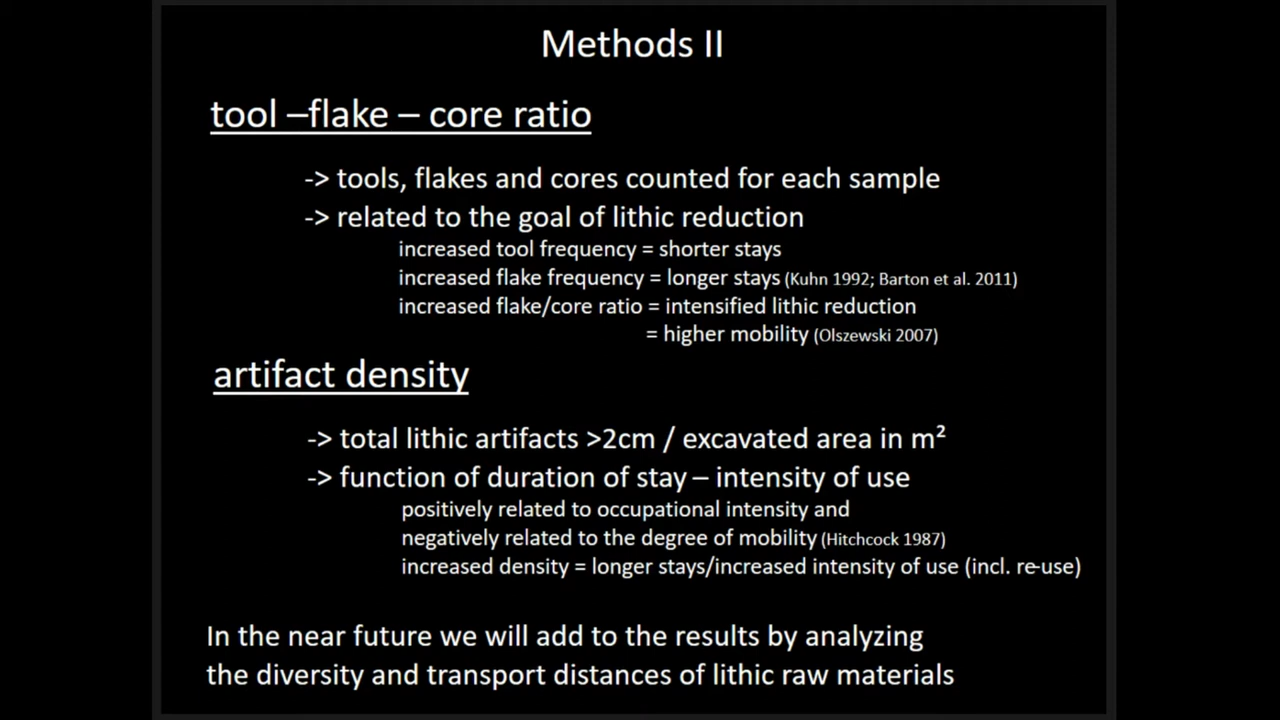 Methods II
tool –flake – core ratio
-> tools, flakes and cores counted for each sample
-> related to the goal of lithic reduction
increased tool frequency = shorter stays
increased flake frequency = longer stays (Kuhn 1992; Barton et al. 2011)
increased flake/core ratio = intensified lithic reduction
= higher mobility (Olszewski 2007)
artifact density
-> total lithic artifacts >2cm / excavated area in m²
-> function of duration of stay – intensity of use
positively related to occupational intensity and
negatively related to the degree of mobility (Hitchcock 1987)
increased density = longer stays/increased intensity of use (incl. re-use)
In the near future we will add to the results by analyzing
the diversity and transport distances of lithic raw materials